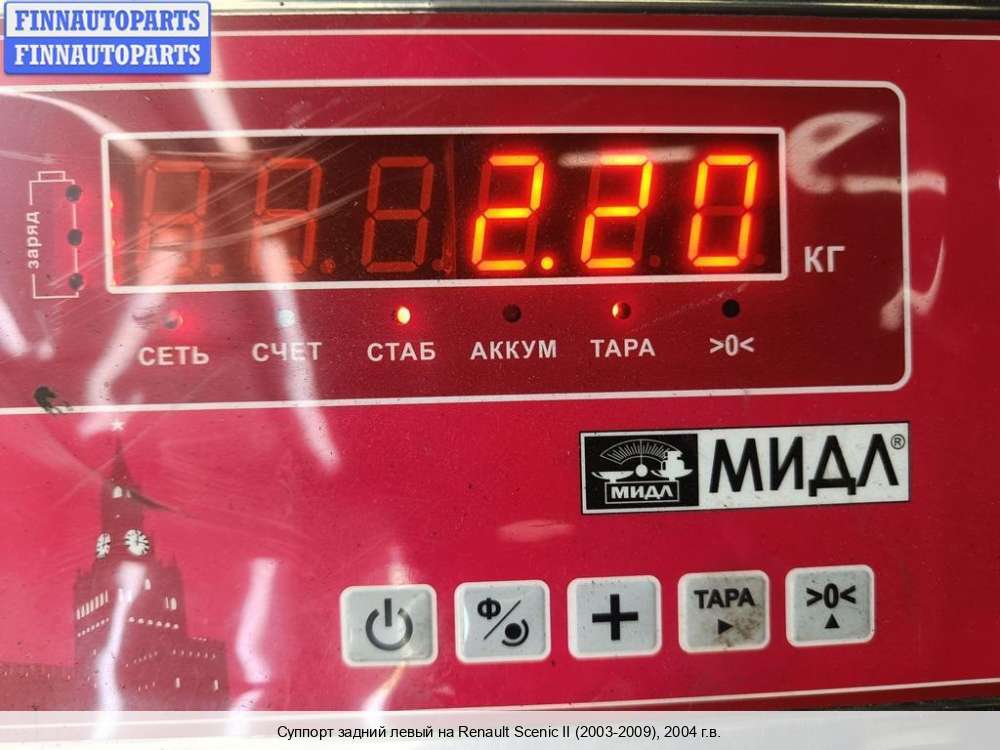 FINNAUTOPARTS
FINNAUTOPARTS
заряд
2.20
КГ
СЕТЬ СЧЕТ СТАБ АККУМ ТАРА >0<
МИДЛ МИДЛ®
Ф/ + ТАРА >0<
Суппорт задний левый на Renault Scenic II (2003-2009), 2004 г.в.